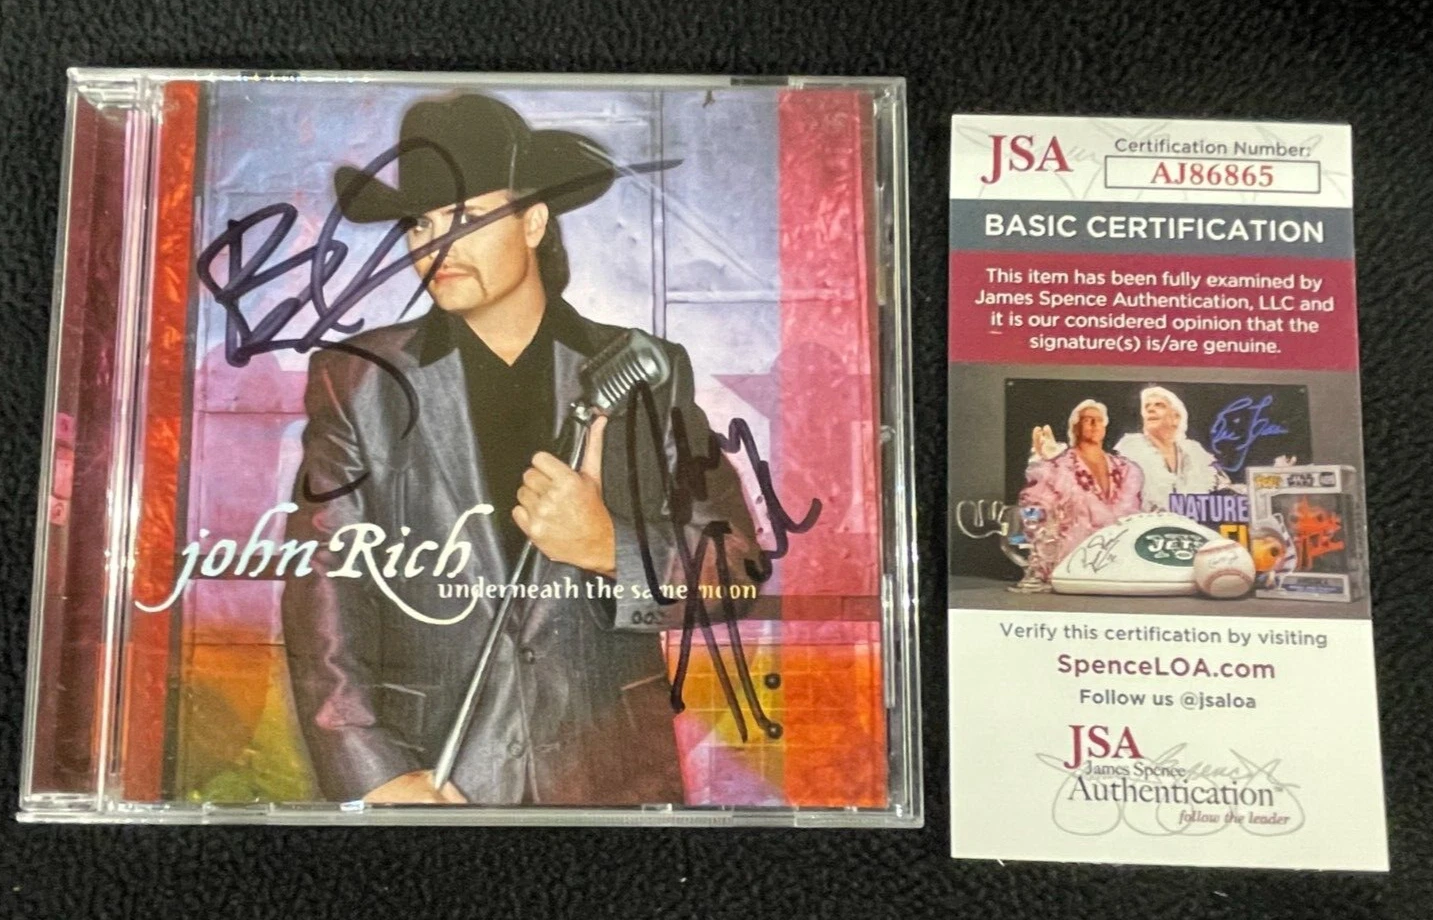 john Rich
underneath the same moon
JSA
Certification Number:
AJ86865
BASIC CERTIFICATION
This item has been fully examined by
James Spence Authentication, LLC and
it is our considered opinion that the
signature(s) is/are genuine.
NATURE
JETS
Verify this certification by visiting
SpenceLOA.com
Follow us @jsaloa
JSA
James Spence
Authentication™
follow the leader